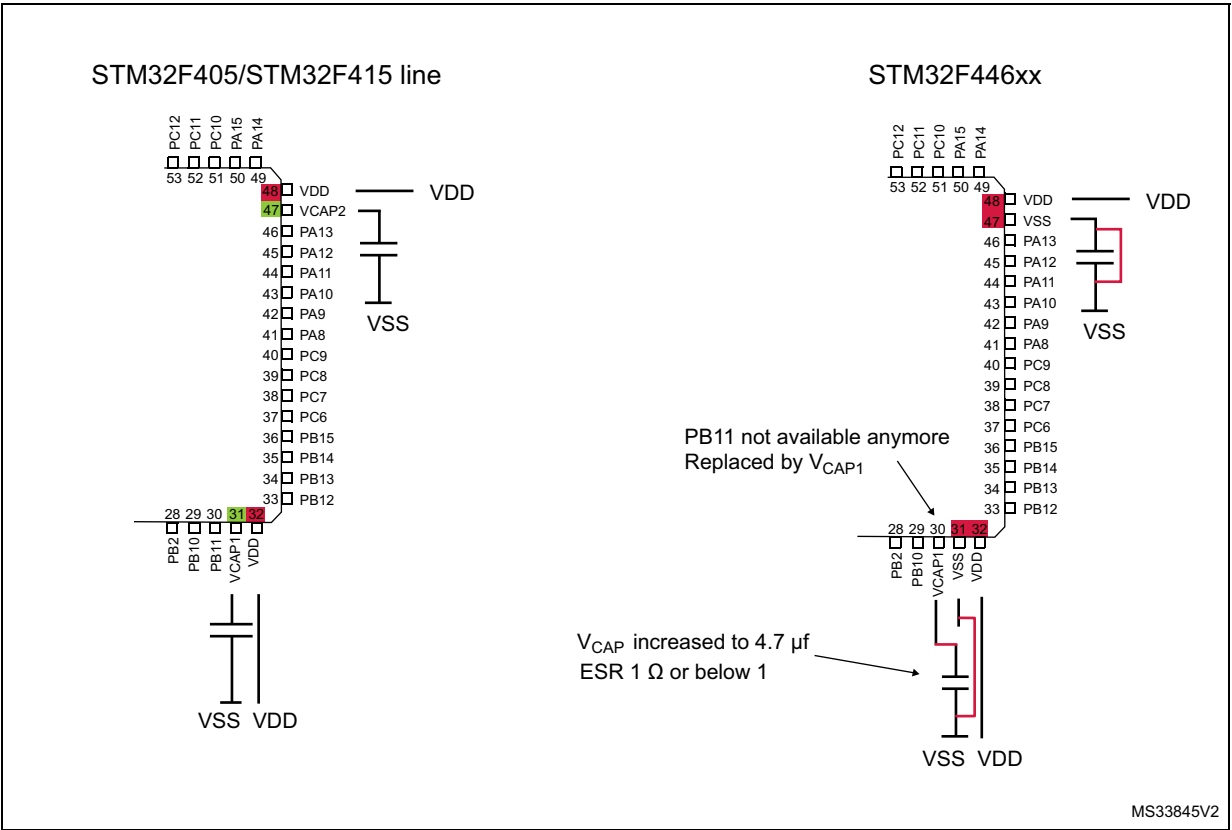 STM32F405/STM32F415 line
PC12 PC11 PC10 PA15 PA14
53 52 51 50 49
48 VDD VDD
47 VCAP2
46 PA13
45 PA12
44 PA11
43 PA10
42 PA9
VSS
41 PA8
40 PC9
39 PC8
38 PC7
37 PC6
36 PB15
35 PB14
34 PB13
33 PB12
28 29 30 31 32
PB2 PB10 PB11 VCAP1 VDD
VSS VDD
STM32F446xx
PC12 PC11 PC10 PA15 PA14
53 52 51 50 49
48 VDD VDD
47 VSS
46 PA13
45 PA12
44 PA11
43 PA10
42 PA9
VSS
41 PA8
40 PC9
39 PC8
38 PC7
37 PC6
36 PB15
35 PB14
34 PB13
33 PB12
PB11 not available anymore
Replaced by VCAP1
28 29 30 31 32
PB2 PB10 VCAP1 VSS VDD
VCAP increased to 4.7 µf
ESR 1 Ω or below 1
VSS VDD
MS33845V2